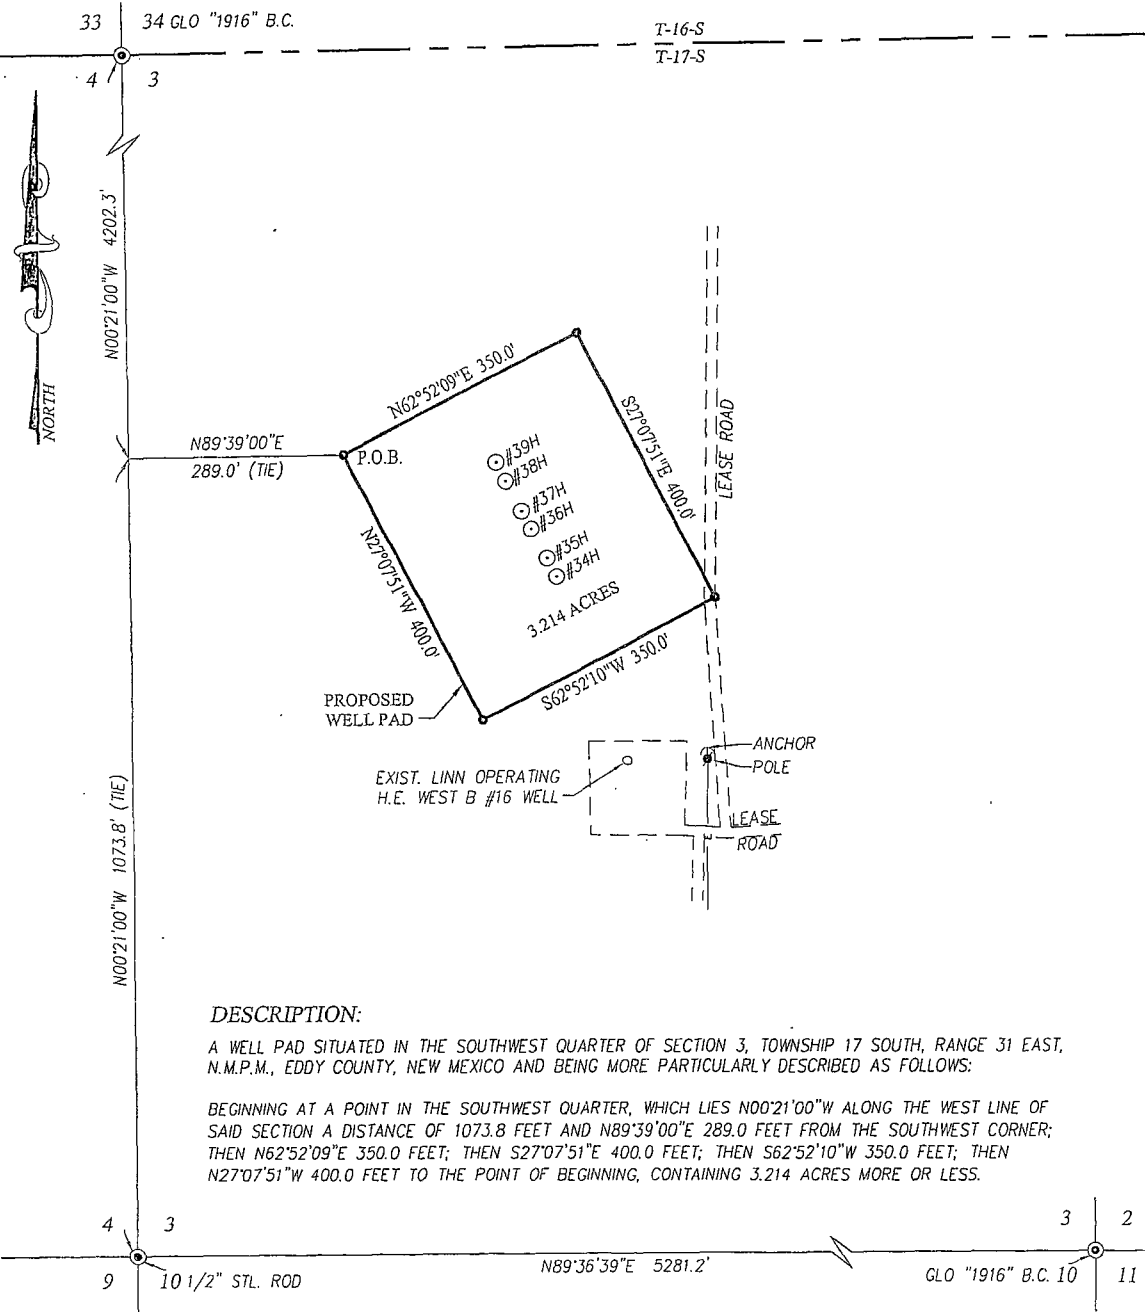 33 34 GLO "1916" B.C.
T-16-S
T-17-S
4 3
N00°21'00"W 4202.3'
NORTH
N62°52'09"E 350.0'
S27°07'51"E 400.0'
LEASE ROAD
N89°39'00"E
289.0' (TIE)
P.O.B.
#39H
#38H
#37H
#36H
#35H
#34H
3.214 ACRES
N27°07'51"W 400.0'
S62°52'10"W 350.0'
PROPOSED
WELL PAD
ANCHOR
POLE
EXIST. LINN OPERATING
H.E. WEST B #16 WELL
LEASE
ROAD
N00°21'00"W 1073.8' (TIE)
DESCRIPTION:
A WELL PAD SITUATED IN THE SOUTHWEST QUARTER OF SECTION 3, TOWNSHIP 17 SOUTH, RANGE 31 EAST,
N.M.P.M., EDDY COUNTY, NEW MEXICO AND BEING MORE PARTICULARLY DESCRIBED AS FOLLOWS:
BEGINNING AT A POINT IN THE SOUTHWEST QUARTER, WHICH LIES N00°21'00"W ALONG THE WEST LINE OF
SAID SECTION A DISTANCE OF 1073.8 FEET AND N89°39'00"E 289.0 FEET FROM THE SOUTHWEST CORNER;
THEN N62°52'09"E 350.0 FEET; THEN S27°07'51"E 400.0 FEET; THEN S62°52'10"W 350.0 FEET; THEN
N27°07'51"W 400.0 FEET TO THE POINT OF BEGINNING, CONTAINING 3.214 ACRES MORE OR LESS.
4 3
3 2
N89°36'39"E 5281.2'
9 10 1/2" STL. ROD
GLO "1916" B.C. 10 11